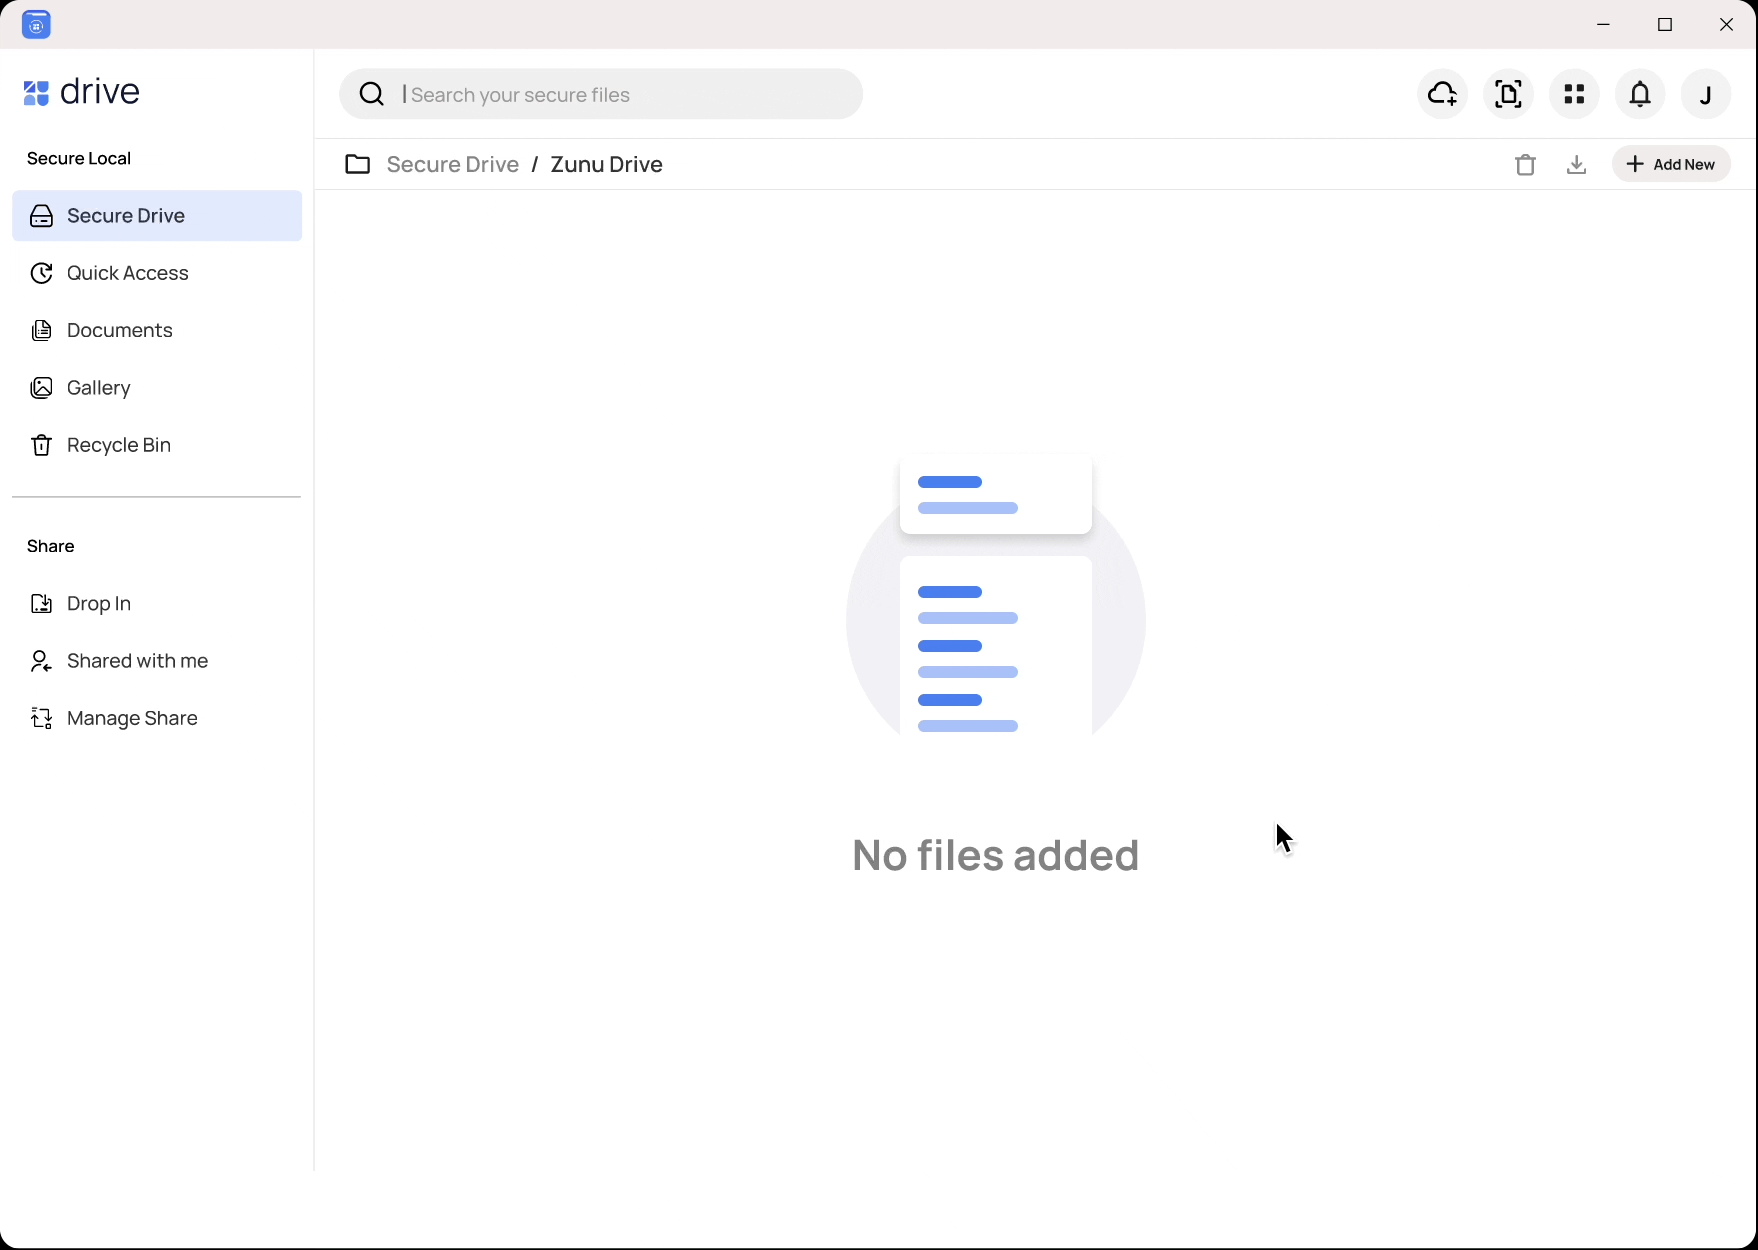 drive
Search your secure files
J
Secure Local
Secure Drive / Zunu Drive
Add New
Secure Drive
Quick Access
Documents
Gallery
Recycle Bin
Share
Drop In
Shared with me
Manage Share
No files added